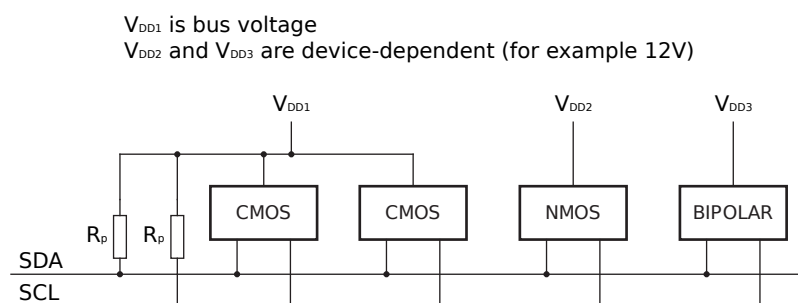 VDD1 is bus voltage
VDD2 and VDD3 are device-dependent (for example 12V)
VDD1 VDD2 VDD3
CMOS CMOS NMOS BIPOLAR
Rp Rp
SDA
SCL